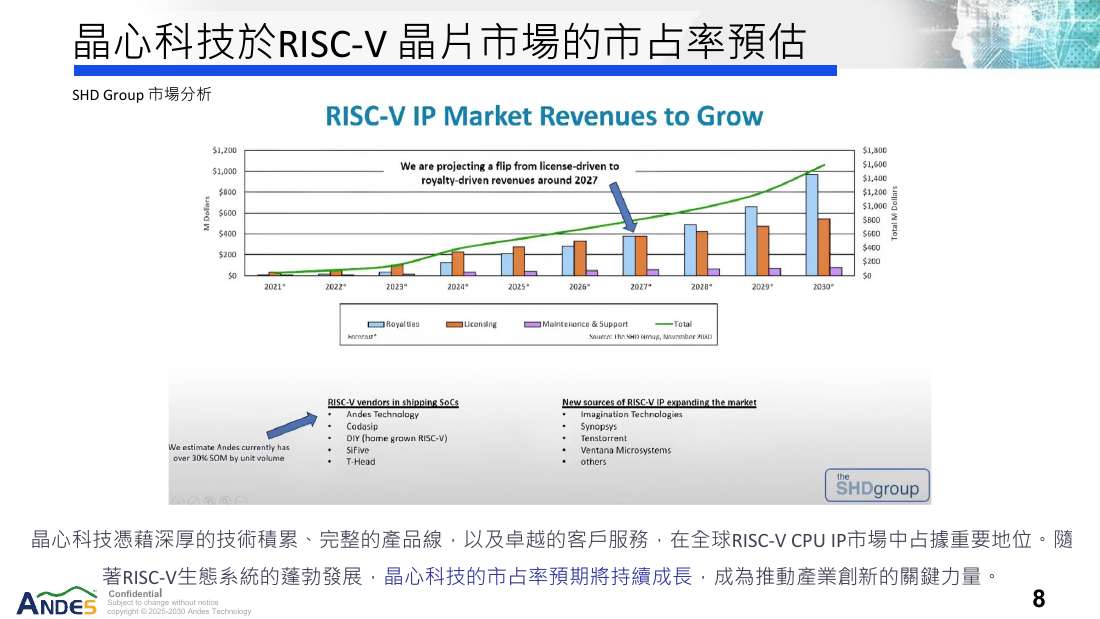 晶心科技於RISC-V 晶片市場的市占率預估
SHD Group 市場分析
RISC-V IP Market Revenues to Grow
We are projecting a flip from license-driven to
royalty-driven revenues around 2027
M Dollars
$1,200
$1,000
$800
$600
$400
$200
$0
$1,800
$1,600
$1,400
$1,200
$1,000
$800
$600
$400
$200
$0
Total M Dollars
2021* 2022* 2023* 2024* 2025* 2026* 2027* 2028* 2029* 2030*
Royalties Licensing Maintenance & Support Total
Forecast* Source: The SHD Group, November
We estimate Andes currently has
over 30% SOM by unit volume
RISC-V vendors in shipping SoCs
• Andes Technology
• Codasip
• DIY (home grown RISC-V)
• SiFive
• T-Head
New sources of RISC-V IP expanding the market
• Imagination Technologies
• Synopsys
• Tenstorrent
• Ventana Microsystems
• others
the
SHDgroup
晶心科技憑藉深厚的技術積累、完整的產品線，以及卓越的客戶服務，在全球RISC-V CPU IP市場中占據重要地位。隨
著RISC-V生態系統的蓬勃發展，晶心科技的市占率預期將持續成長，成為推動產業創新的關鍵力量。
ANDES
Confidential
Subject to change without notice
copyright © 2025-2030 Andes Technology
8